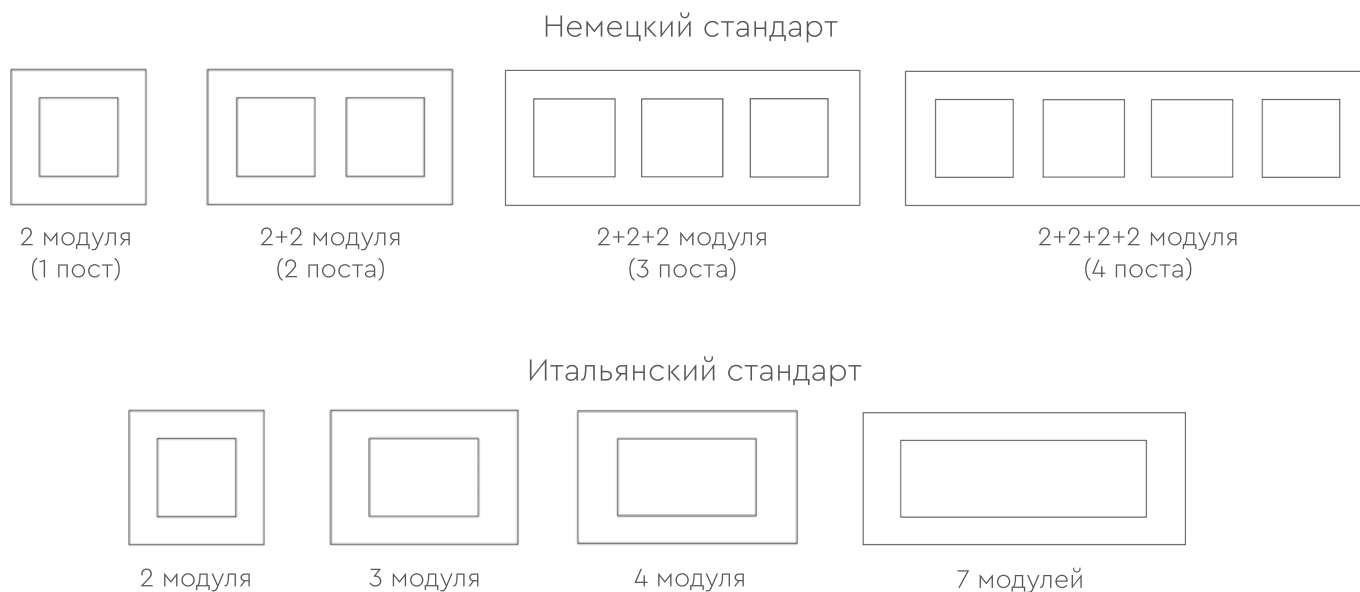 Немецкий стандарт
2 модуля
(1 пост)
2+2 модуля
(2 поста)
2+2+2 модуля
(3 поста)
2+2+2+2 модуля
(4 поста)
Итальянский стандарт
2 модуля
3 модуля
4 модуля
7 модулей